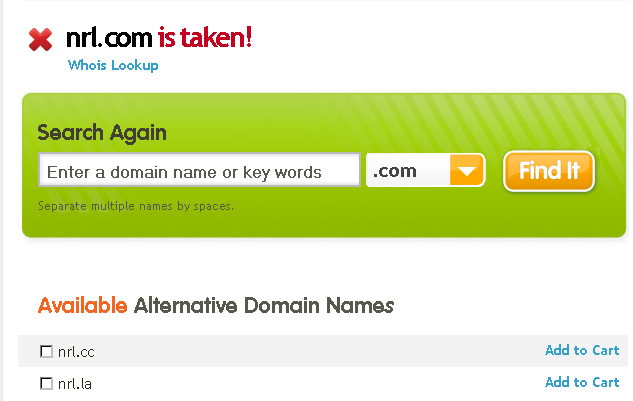 nrl.com is taken!
Whois Lookup
Search Again
Enter a domain name or key words .com Find It
Separate multiple names by spaces.
Available Alternative Domain Names
nrl.cc Add to Cart
nrl.la Add to Cart